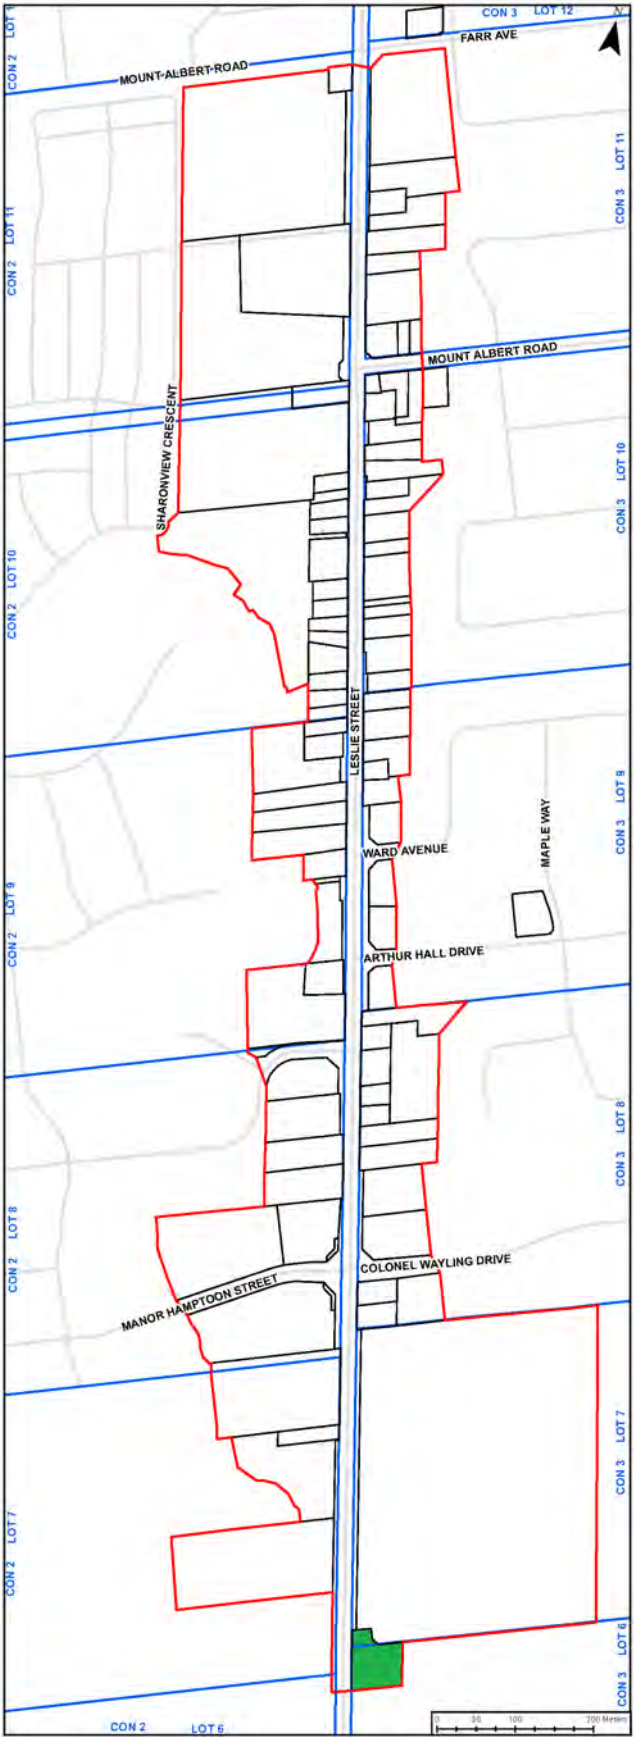 CON 3 LOT 12
N
CON 2 LOT 1
FARR AVE
MOUNT ALBERT ROAD
CON 3 LOT 11
CON 2 LOT 11
MOUNT ALBERT ROAD
SHARONVIEW CRESCENT
CON 3 LOT 10
CON 2 LOT 10
LESLIE STREET
CON 3 LOT 9
MAPLE WAY
WARD AVENUE
CON 2 LOT 9
ARTHUR HALL DRIVE
CON 3 LOT 8
CON 2 LOT 8
COLONEL WAYLING DRIVE
MANOR HAMPTOON STREET
CON 3 LOT 7
CON 2 LOT 7
CON 3 LOT 6
0 50 100 200 Meters
CON 2 LOT 6